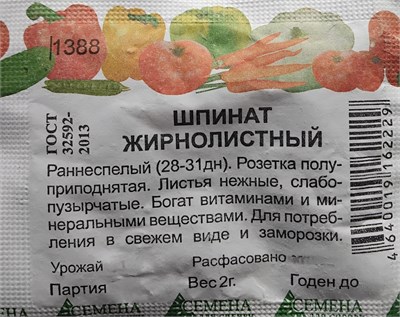 1388
ГОСТ
32592-
2013
ШПИНАТ
ЖИРНОЛИСТНЫЙ
Раннеспелый (28-31дн). Розетка полу-
приподнятая. Листья нежные, слабо-
пузырчатые. Богат витаминами и ми-
неральными веществами. Для потреб-
ления в свежем виде и заморозки.
Урожай Расфасовано
Партия Вес 2г. Годен до
СЕМЕНА СЕМЕНА СЕМЕНА
4640019162229